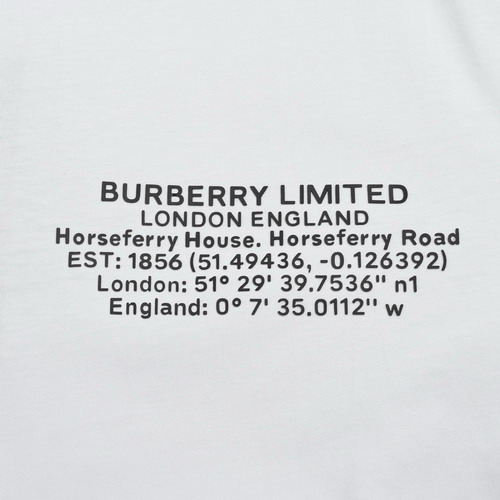 BURBERRY LIMITED
LONDON ENGLAND
Horseferry House. Horseferry Road
EST: 1856 (51.49436, -0.126392)
London: 51° 29' 39.7536" n1
England: 0° 7' 35.0112" w